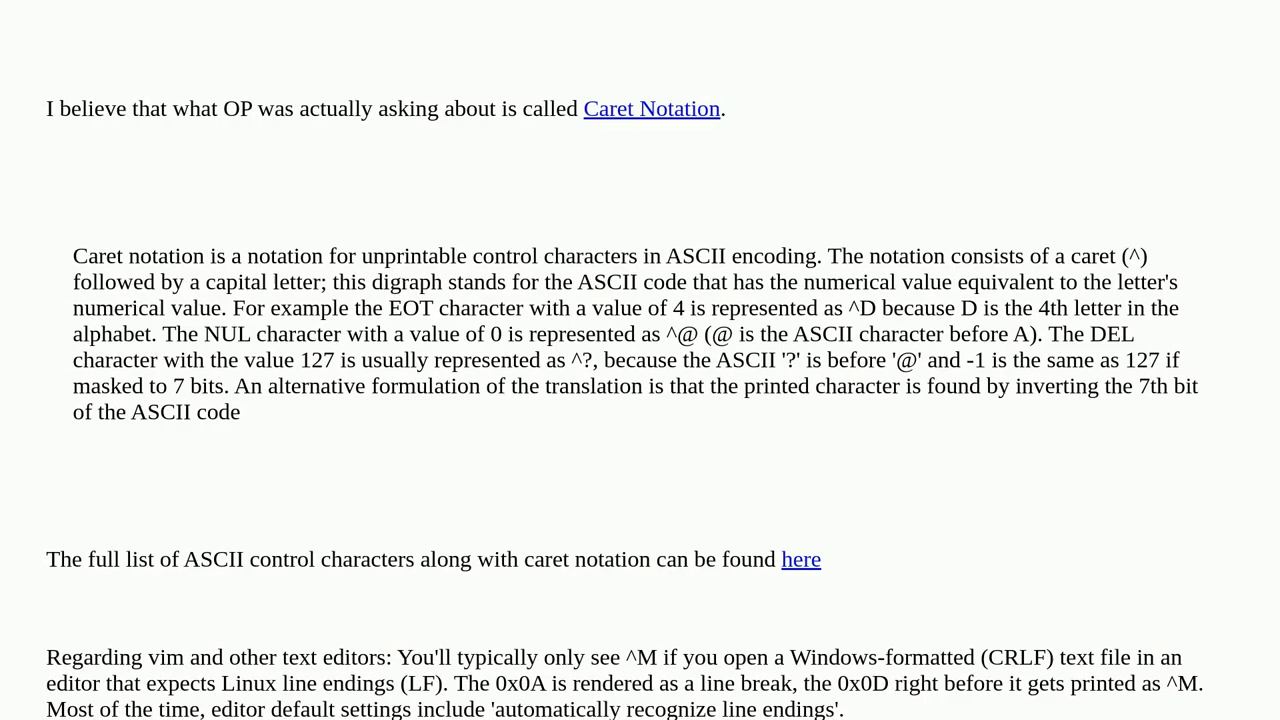 I believe that what OP was actually asking about is called Caret Notation.
Caret notation is a notation for unprintable control characters in ASCII encoding. The notation consists of a caret (^)
followed by a capital letter; this digraph stands for the ASCII code that has the numerical value equivalent to the letter's
numerical value. For example the EOT character with a value of 4 is represented as ^D because D is the 4th letter in the
alphabet. The NUL character with a value of 0 is represented as ^@ (@ is the ASCII character before A). The DEL
character with the value 127 is usually represented as ^?, because the ASCII '?' is before '@' and -1 is the same as 127 if
masked to 7 bits. An alternative formulation of the translation is that the printed character is found by inverting the 7th bit
of the ASCII code
The full list of ASCII control characters along with caret notation can be found here
Regarding vim and other text editors: You'll typically only see ^M if you open a Windows-formatted (CRLF) text file in an
editor that expects Linux line endings (LF). The 0x0A is rendered as a line break, the 0x0D right before it gets printed as ^M.
Most of the time, editor default settings include 'automatically recognize line endings'.